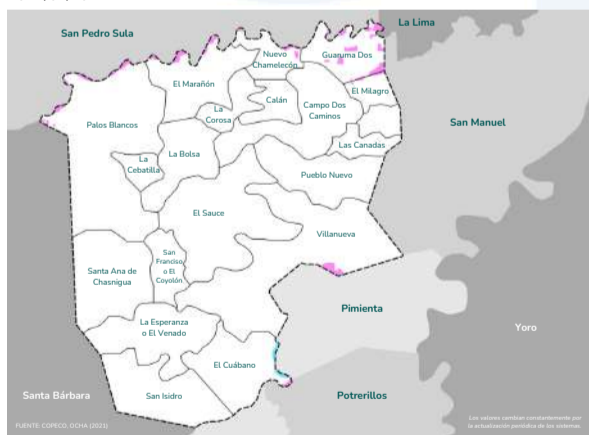 San Pedro Sula
La Lima
Nuevo
Chamelecón
Guaruma Dos
El Marañón
El Milagro
La
Corosa
Calán
Campo Dos
Caminos
San Manuel
Palos Blancos
La
Cebatilla
La Bolsa
Las Canadas
Pueblo Nuevo
El Sauce
Villanueva
San
Franciso
o El
Coyolón
Santa Ana de
Chasnigua
Pimienta
La Esperanza
o El Venado
Yoro
El Cuábano
Santa Bárbara
San Isidro
Potrerillos
FUENTE: COPECO, OCHA (2021)
Los valores cambian constantemente por
la actualización periódica de los sistemas.